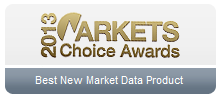 2013
MARKETS
Choice Awards
Best New Market Data Product